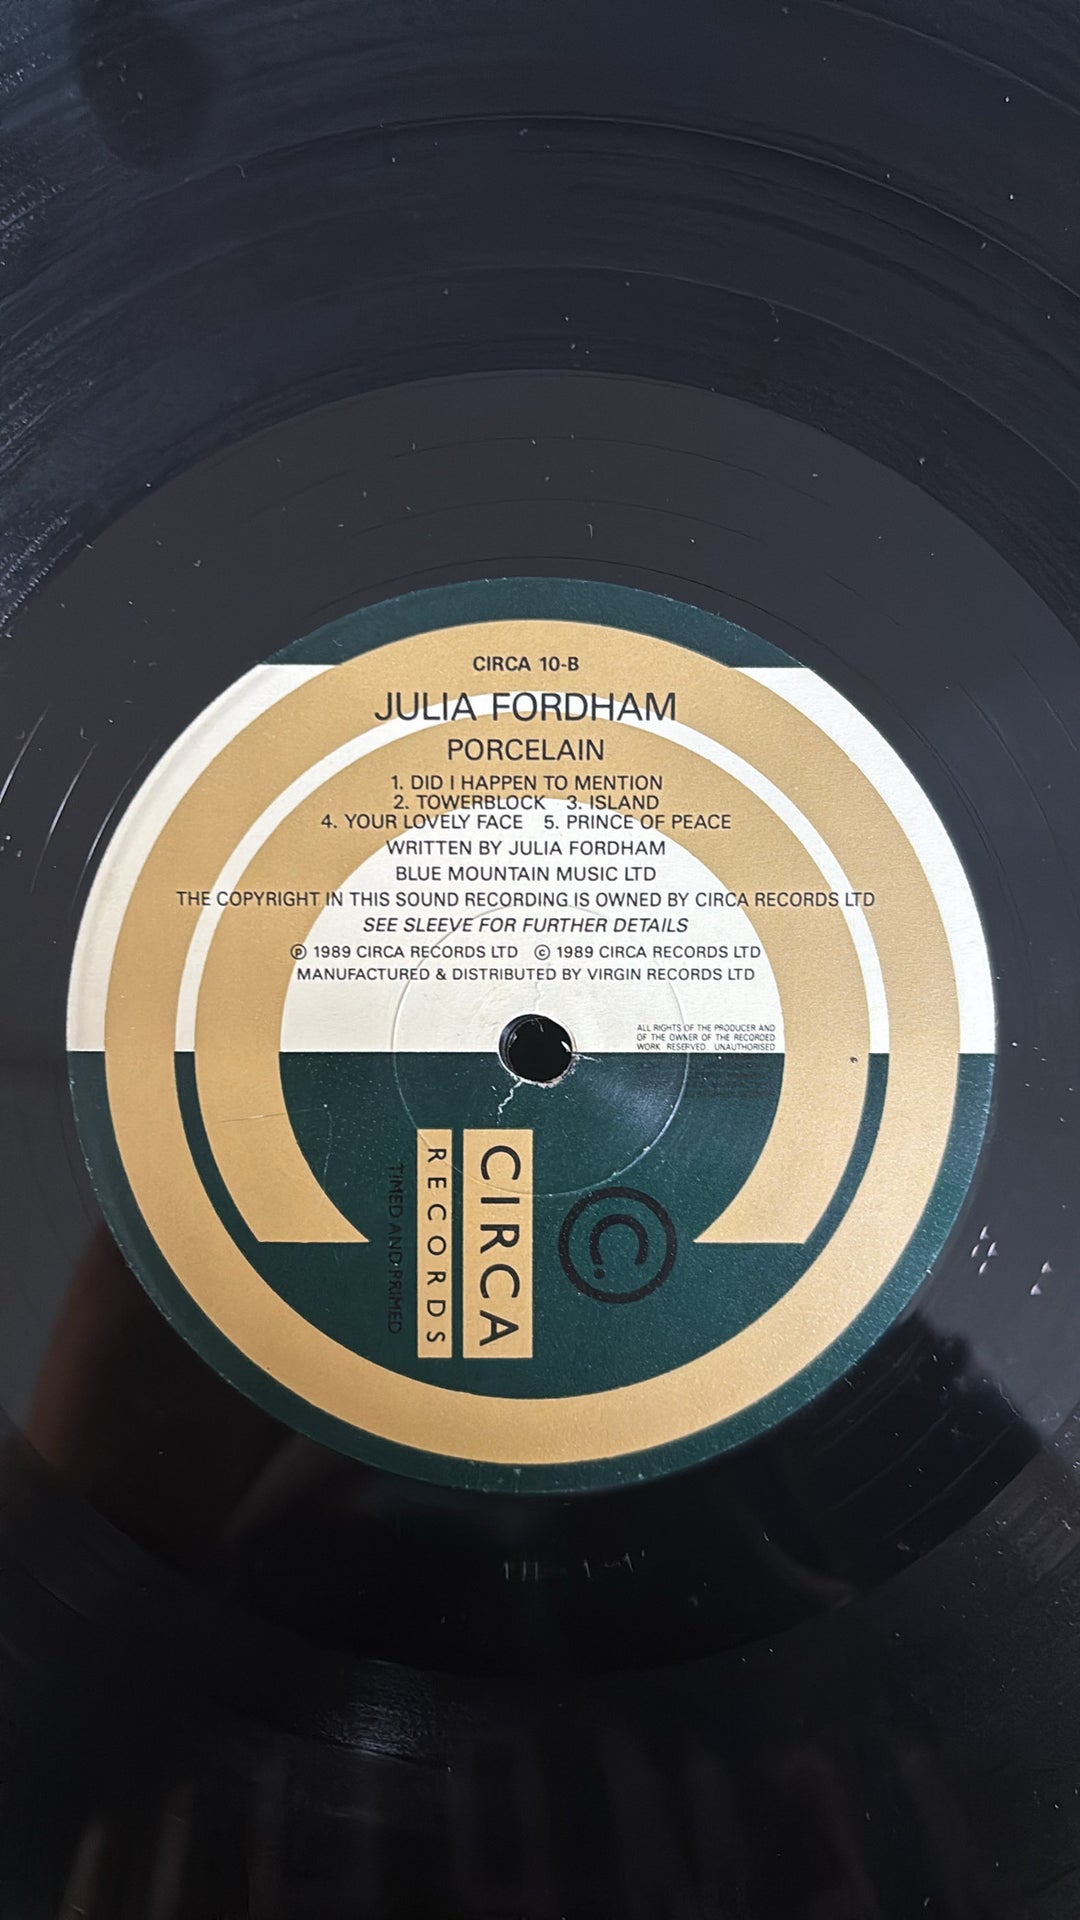 CIRCA 10-B
JULIA FORDHAM
PORCELAIN
1. DID I HAPPEN TO MENTION
2. TOWERBLOCK 3. ISLAND
4. YOUR LOVELY FACE 5. PRINCE OF PEACE
WRITTEN BY JULIA FORDHAM
BLUE MOUNTAIN MUSIC LTD
THE COPYRIGHT IN THIS SOUND RECORDING IS OWNED BY CIRCA RECORDS LTD
SEE SLEEVE FOR FURTHER DETAILS
Ⓟ 1989 CIRCA RECORDS LTD © 1989 CIRCA RECORDS LTD
MANUFACTURED & DISTRIBUTED BY VIRGIN RECORDS LTD
ALL RIGHTS OF THE PRODUCER AND
OF THE OWNER OF THE RECORDED
WORK RESERVED. UNAUTHORISED
C.
CIRCA
RECORDS
TIMED AND PRIMED